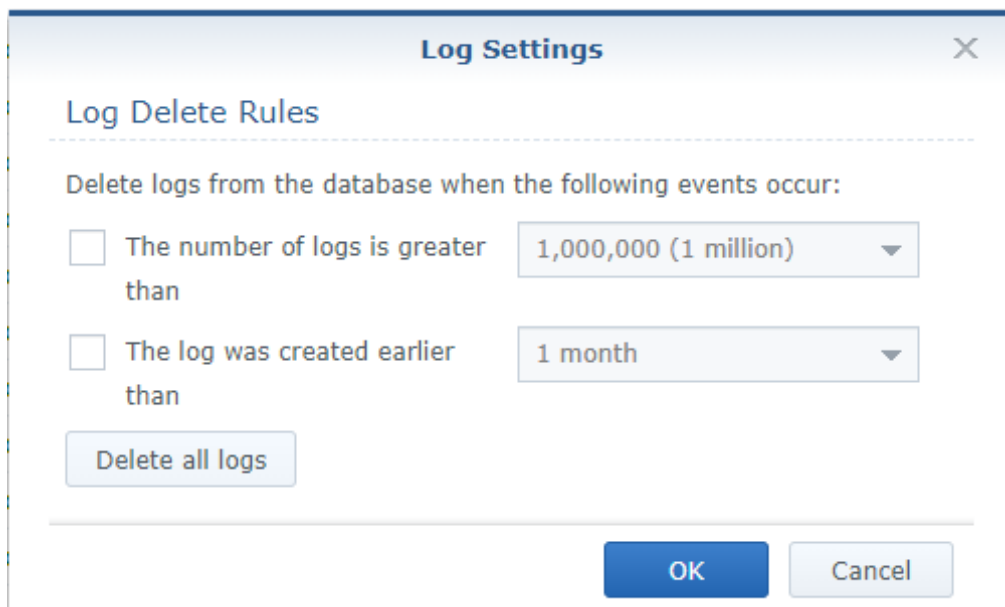 Log Settings
Log Delete Rules
Delete logs from the database when the following events occur:
The number of logs is greater
than
1,000,000 (1 million)
The log was created earlier
than
1 month
Delete all logs
OK
Cancel